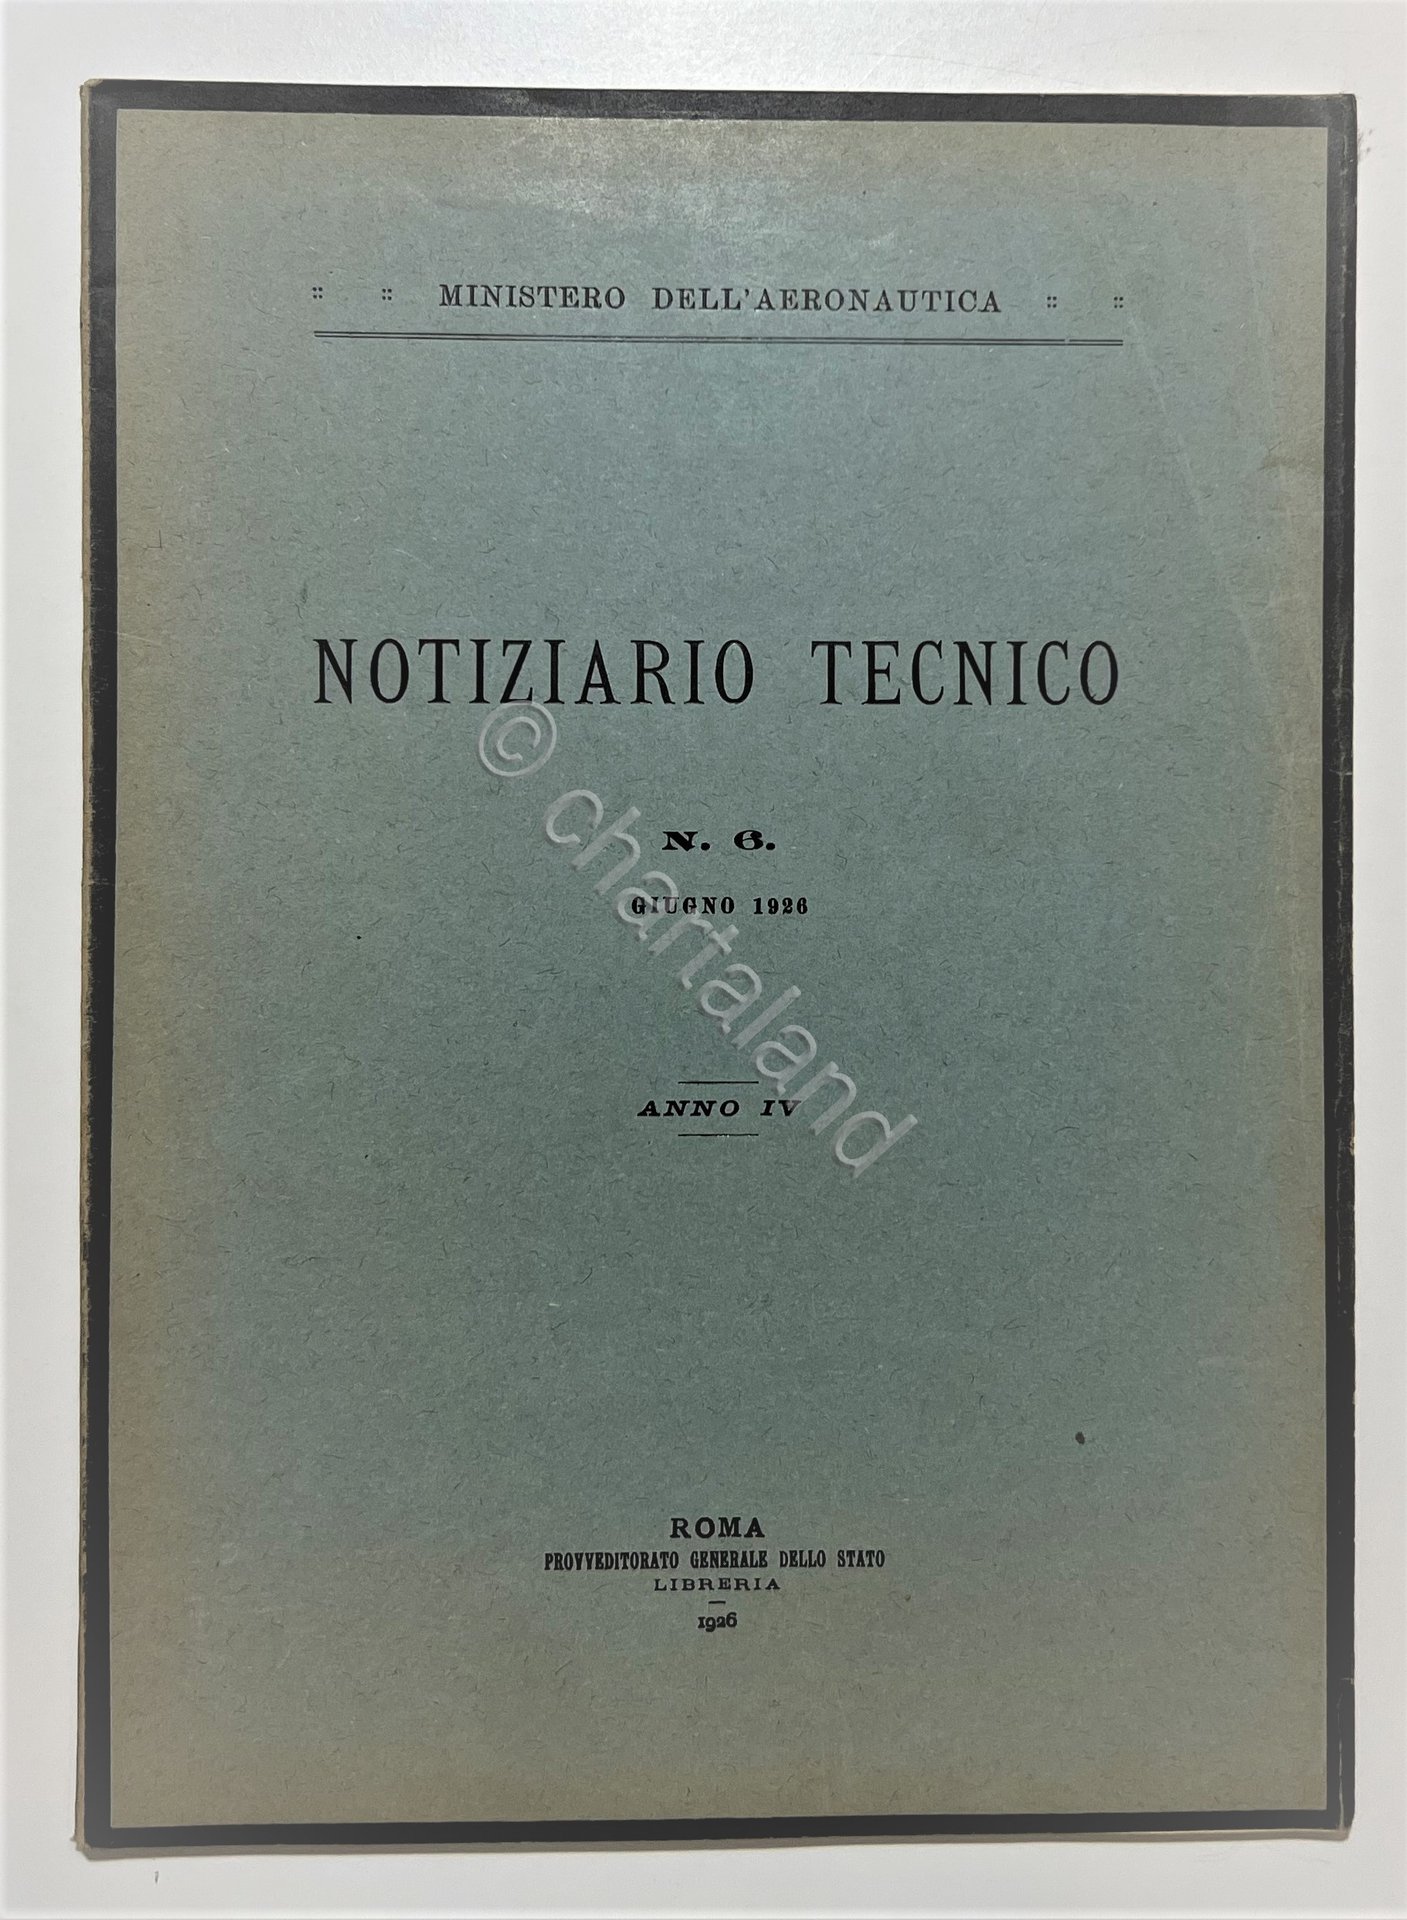 :: :: MINISTERO DELL'AERONAUTICA :: ::
NOTIZIARIO TECNICO
N. 6.
GIUGNO 1926
ANNO IV
© chartaland
ROMA
PROVVEDITORATO GENERALE DELLO STATO
LIBRERIA
1926